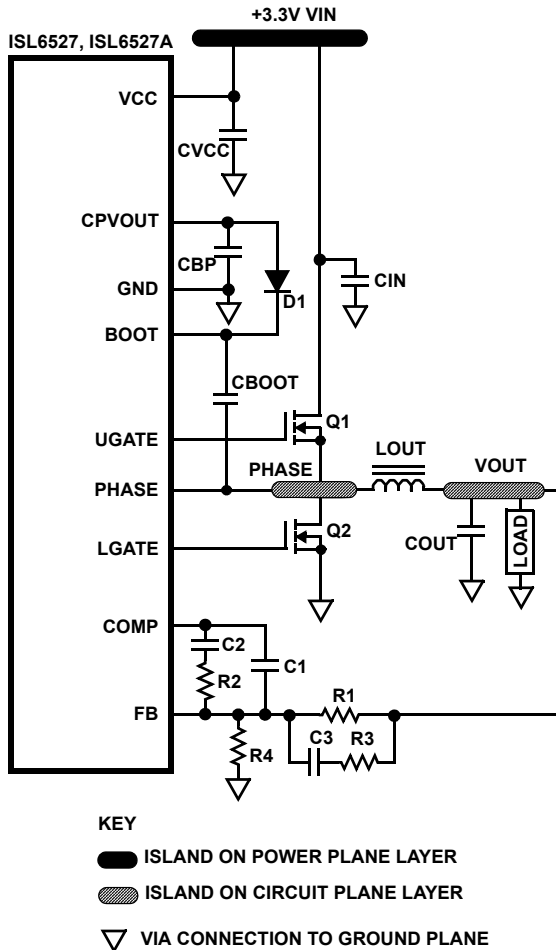 +3.3V VIN
ISL6527, ISL6527A
VCC
CVCC
CPVOUT
CBP
GND
D1
CIN
BOOT
CBOOT
Q1
UGATE
LOUT
PHASE
VOUT
PHASE
Q2
COUT
LOAD
LGATE
COMP
C2
C1
R2
R1
FB
C3
R3
R4
KEY
ISLAND ON POWER PLANE LAYER
ISLAND ON CIRCUIT PLANE LAYER
VIA CONNECTION TO GROUND PLANE